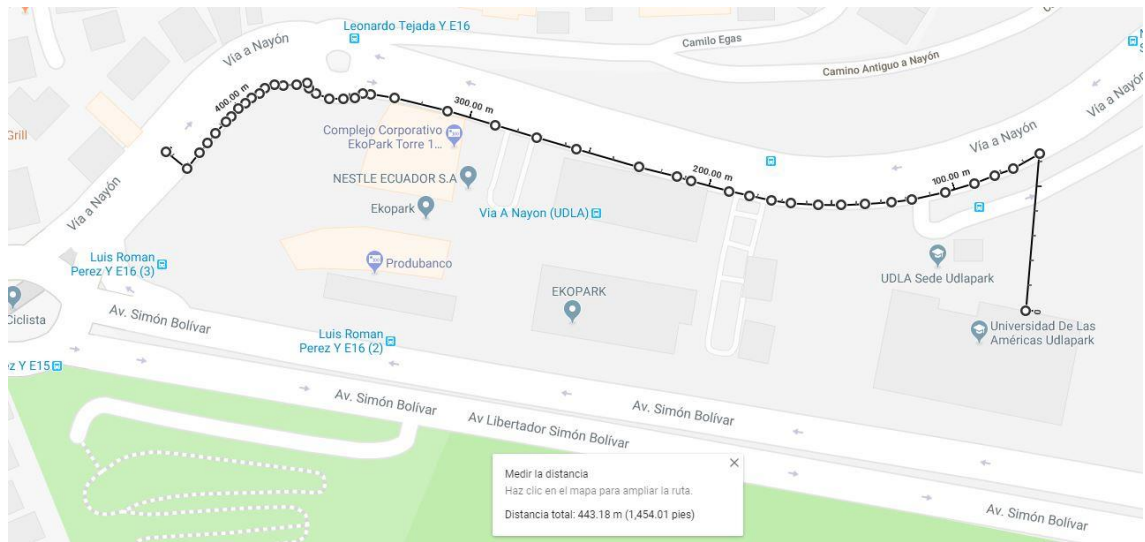 Leonardo Tejada Y E16
Camilo Egas
Camino Antiguo a Nayón
Vía a Nayón
Vía a Nayón
Vía a Nayón
Vía a Nayón
400.00 m
300.00 m
200.00 m
100.00 m
0
Grill
Complejo Corporativo
EkoPark Torre 1...
NESTLE ECUADOR S.A
Ekopark
Vía A Nayon (UDLA)
Produbanco
EKOPARK
UDLA Sede Udlapark
Universidad De Las
Américas Udlapark
Luis Roman
Perez Y E16 (3)
Ciclista
Luis Roman
Perez Y E16 (2)
ez Y E15
Av. Simón Bolívar
Av. Simón Bolívar
Av. Simón Bolívar
Av Libertador Simón Bolívar
Av. Simón Bolívar
Medir la distancia
Haz clic en el mapa para ampliar la ruta.
Distancia total: 443.18 m (1,454.01 pies)